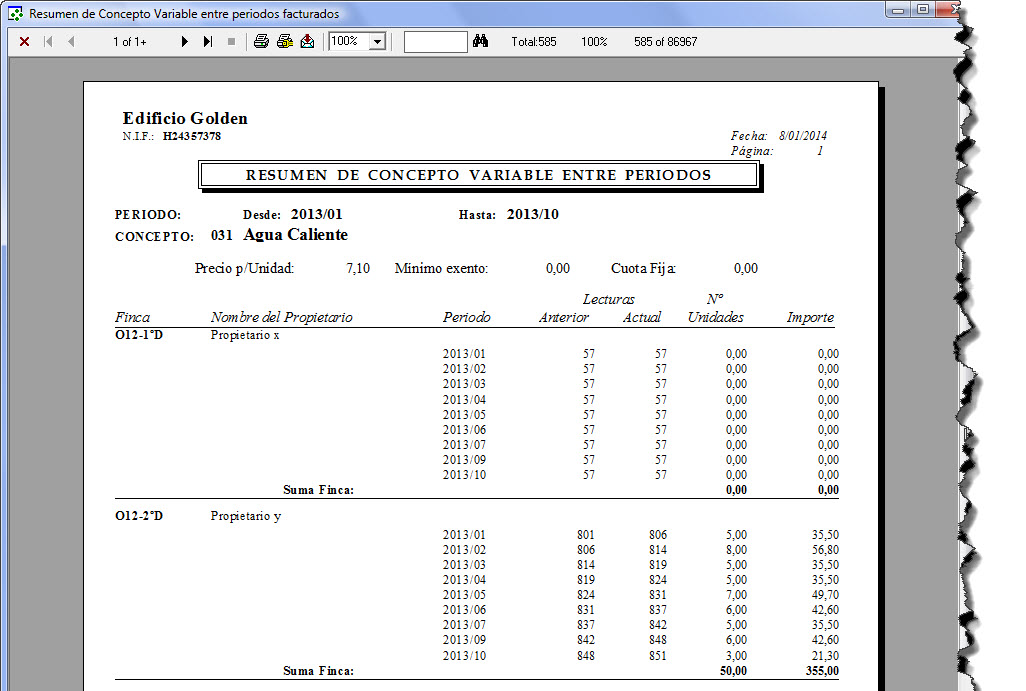 Resumen de Concepto Variable entre periodos facturados
1 of 1+ 100% Total:585 100% 585 of 86967
Edificio Golden
N.I.F.: H24357378
Fecha: 8/01/2014
Página: 1
RESUMEN DE CONCEPTO VARIABLE ENTRE PERIODOS
PERIODO: Desde: 2013/01 Hasta: 2013/10
CONCEPTO: 031 Agua Caliente
Precio p/Unidad: 7,10 Minimo exento: 0,00 Cuota Fija: 0,00
Lecturas Nº
Finca Nombre del Propietario Periodo Anterior Actual Unidades Importe
O12-1ºD Propietario x
2013/01 57 57 0,00 0,00
2013/02 57 57 0,00 0,00
2013/03 57 57 0,00 0,00
2013/04 57 57 0,00 0,00
2013/05 57 57 0,00 0,00
2013/06 57 57 0,00 0,00
2013/07 57 57 0,00 0,00
2013/09 57 57 0,00 0,00
2013/10 57 57 0,00 0,00
Suma Finca: 0,00 0,00
O12-2ºD Propietario y
2013/01 801 806 5,00 35,50
2013/02 806 814 8,00 56,80
2013/03 814 819 5,00 35,50
2013/04 819 824 5,00 35,50
2013/05 824 831 7,00 49,70
2013/06 831 837 6,00 42,60
2013/07 837 842 5,00 35,50
2013/09 842 848 6,00 42,60
2013/10 848 851 3,00 21,30
Suma Finca: 50,00 355,00